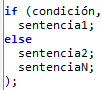 if (condición,
sentencia1;
else
sentencia2;
sentenciaN;
);